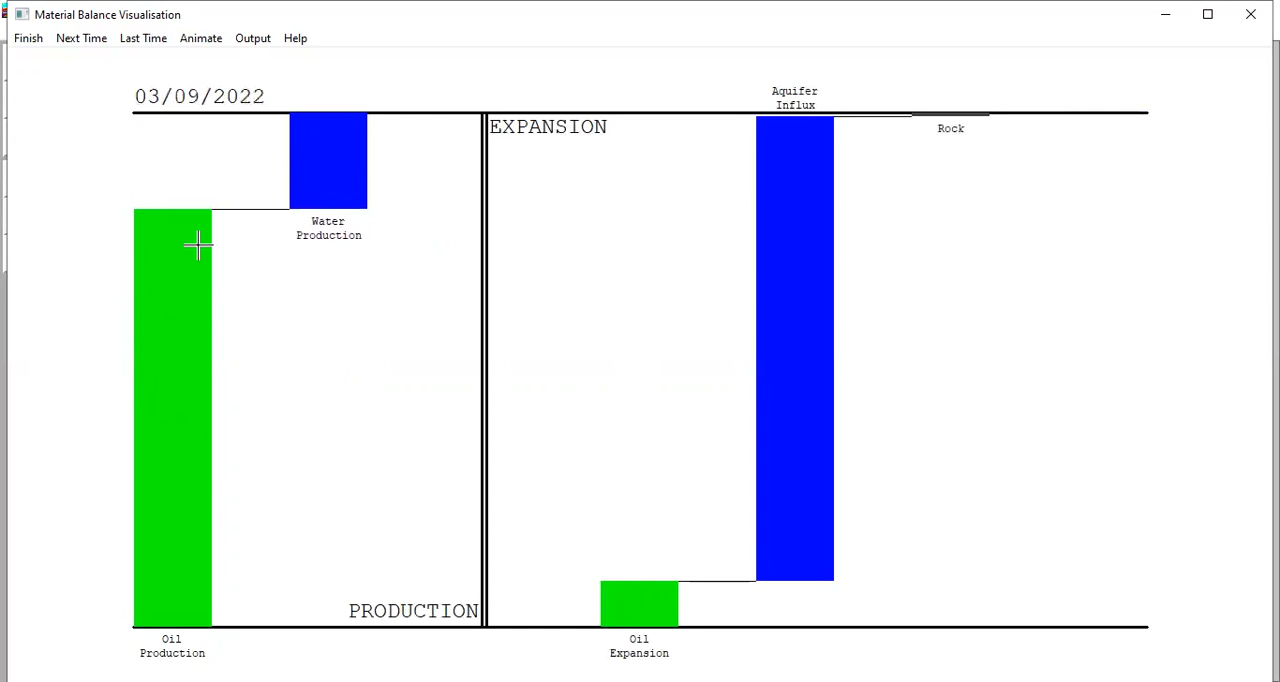 Material Balance Visualisation
Finish Next Time Last Time Animate Output Help
03/09/2022
Aquifer
Influx
EXPANSION
Rock
Water
Production
PRODUCTION
Oil
Production
Oil
Expansion